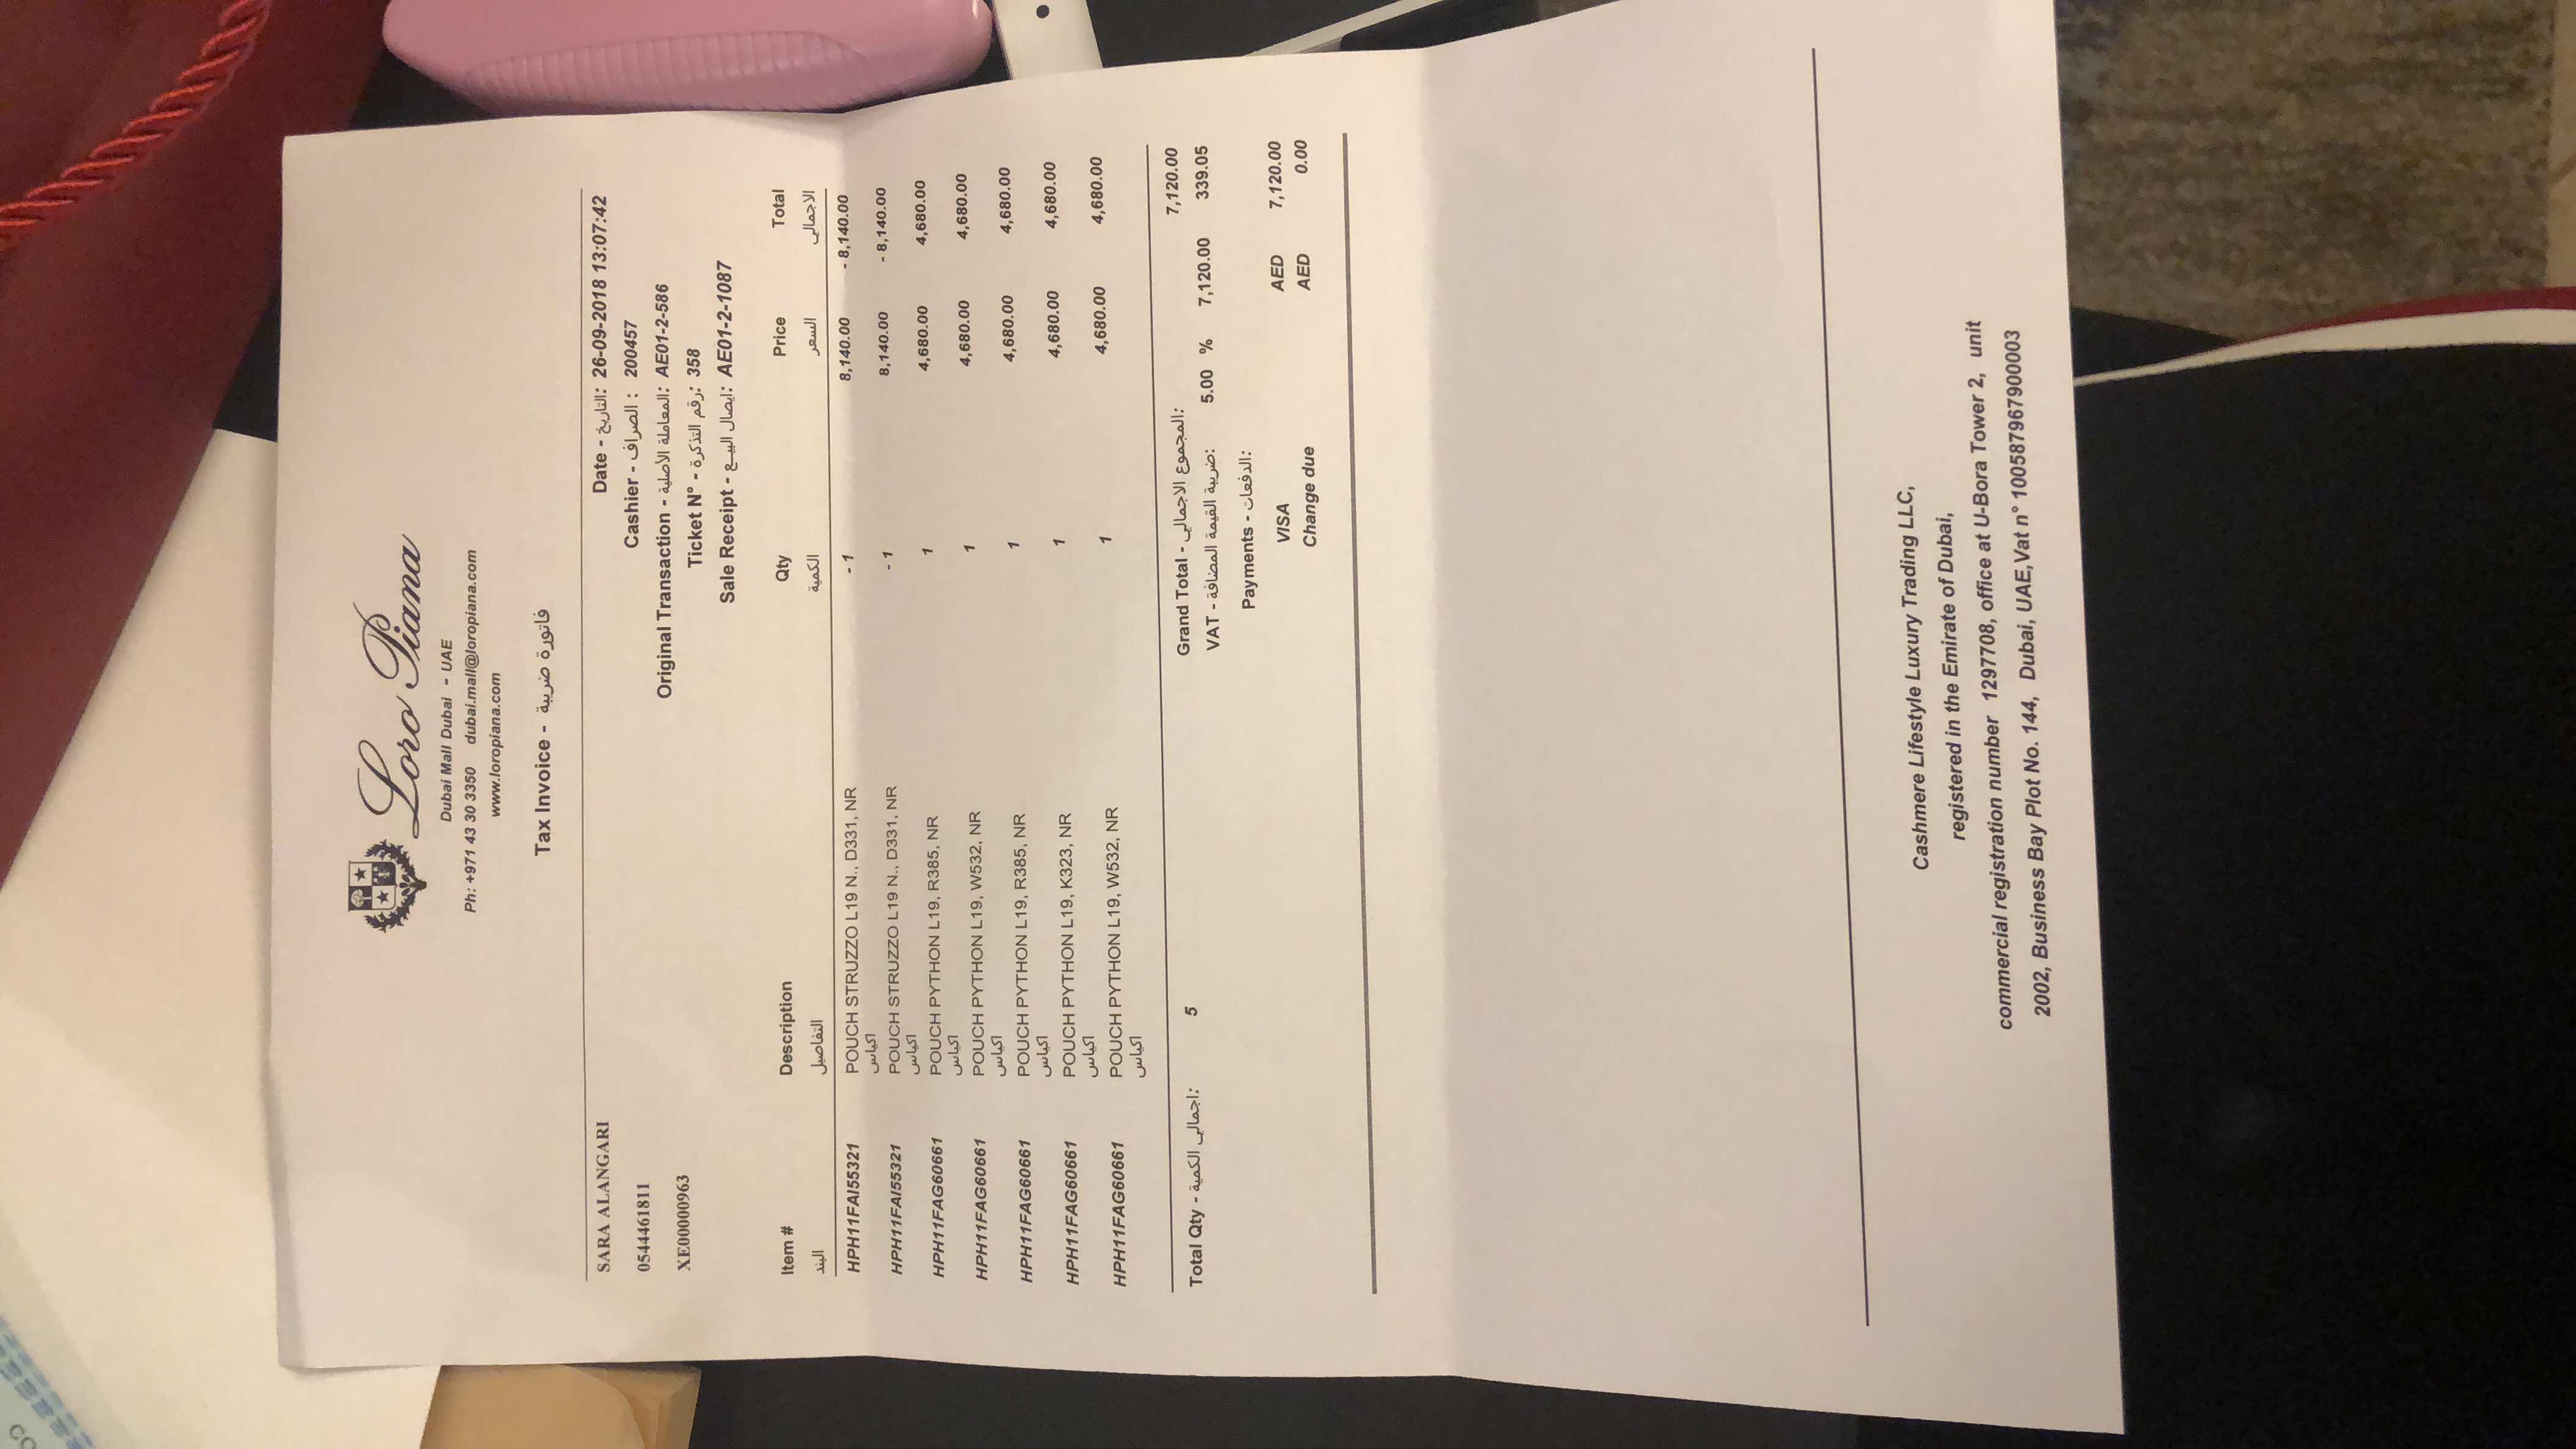 CO
Loro Piana
Dubai Mall Dubai - UAE
Ph: +971 43 30 3350 dubai.mall@loropiana.com
www.loropiana.com
Tax Invoice - فاتورة ضريبة
SARA ALANGARI
0544461811
XE00000963
Date - التاريخ: 26-09-2018 13:07:42
Cashier - الصراف : 200457
Original Transaction - المعاملة الأصلية: AE01-2-586
Ticket N° - رقم التذكرة: 358
Sale Receipt - ايصال البيــع: AE01-2-1087
Item # Description Qty Price Total
البند التفاصيل الكمية السعر الاجمالي
HPH11FAI55321 POUCH STRUZZO L19 N., D331, NR - 1 8,140.00 - 8,140.00
اكياس
HPH11FAI55321 POUCH STRUZZO L19 N., D331, NR - 1 8,140.00 - 8,140.00
اكياس
HPH11FAG60661 POUCH PYTHON L19, R385, NR 1 4,680.00 4,680.00
اكياس
HPH11FAG60661 POUCH PYTHON L19, W532, NR 1 4,680.00 4,680.00
اكياس
HPH11FAG60661 POUCH PYTHON L19, R385, NR 1 4,680.00 4,680.00
اكياس
HPH11FAG60661 POUCH PYTHON L19, K323, NR 1 4,680.00 4,680.00
اكياس
HPH11FAG60661 POUCH PYTHON L19, W532, NR 1 4,680.00 4,680.00
اكياس
Total Qty - اجمالي الكمية: 5
Grand Total - المجموع الاجمالي: 7,120.00
VAT - ضريبة القيمة المضافة: 5.00 % 7,120.00 339.05
Payments - الدفعات:
VISA AED 7,120.00
Change due AED 0.00
Cashmere Lifestyle Luxury Trading LLC,
registered in the Emirate of Dubai,
commercial registration number 1297708, office at U-Bora Tower 2, unit
2002, Business Bay Plot No. 144, Dubai, UAE,Vat n° 100587967900003